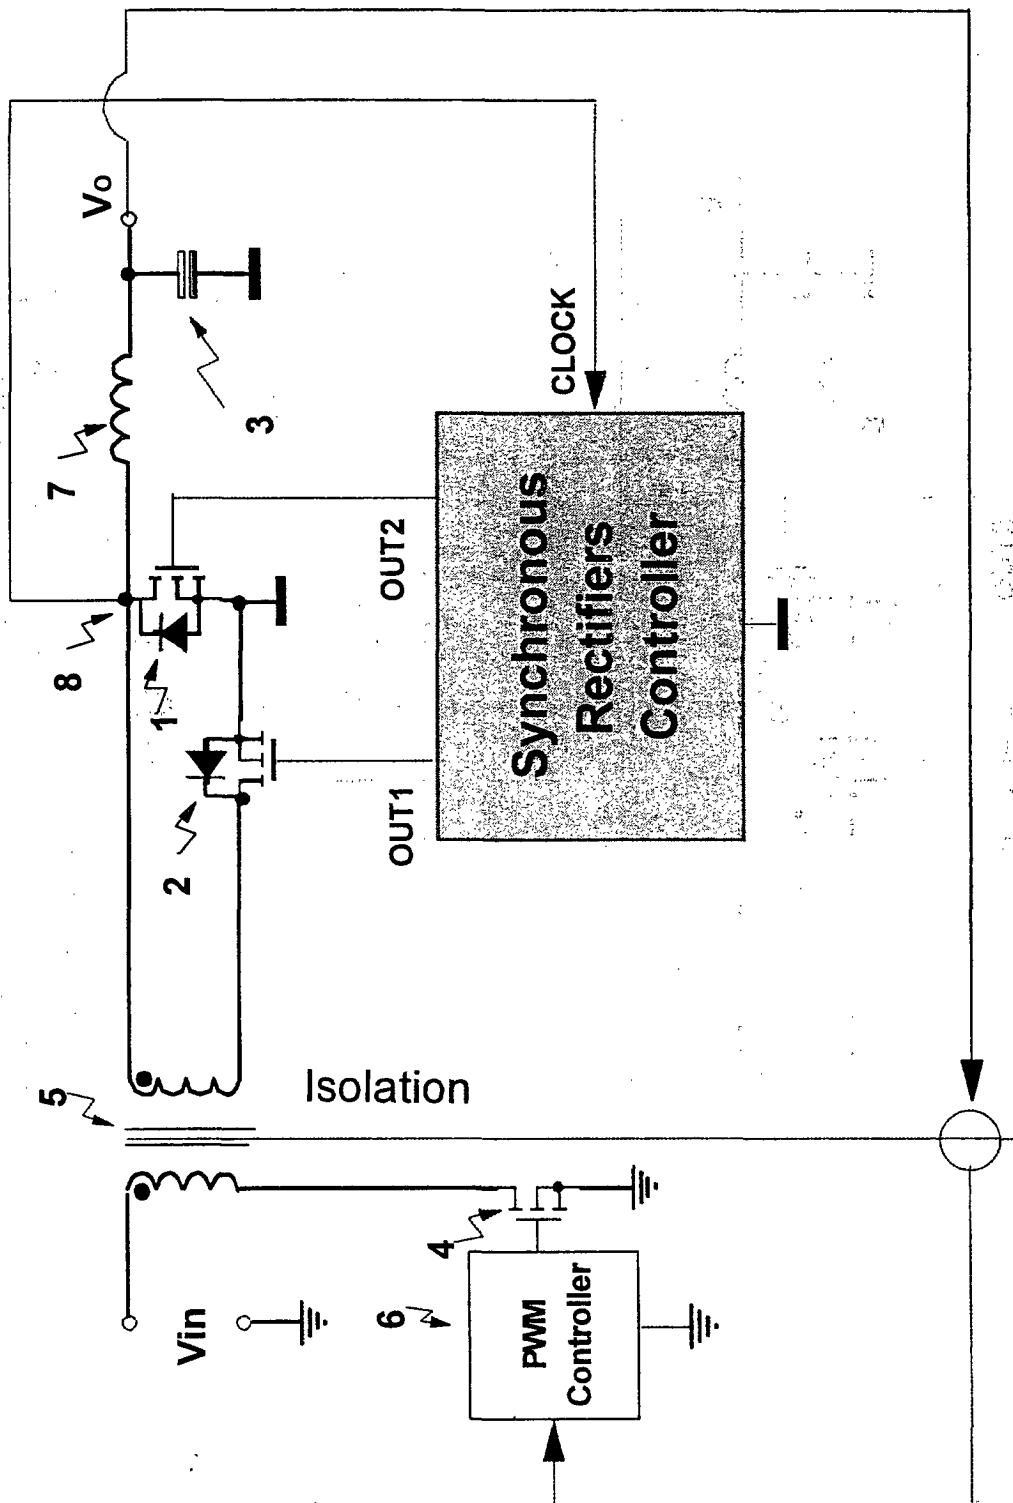 Vo
7
3
8
1
2
CLOCK
OUT2
OUT1
Synchronous
Rectifiers
Controller
5
Isolation
4
Vin
6
PWM
Controller